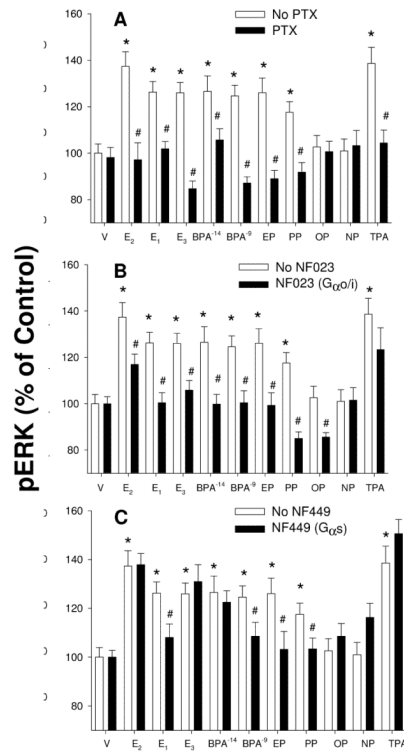 pERK (% of Control)
A
No PTX
PTX
160
140
120
100
80
* * * * * * * *
# # # # # # # #
V E2 E1 E3 BPA-14 BPA-9 EP PP OP NP TPA
B
No NF023
NF023 (Gαo/i)
160
140
120
100
80
* * * * * * * *
# # # # # # # #
V E2 E1 E3 BPA-14 BPA-9 EP PP OP NP TPA
C
No NF449
NF449 (Gαs)
160
140
120
100
80
* * * * * * * *
# # # #
V E2 E1 E3 BPA-14 BPA-9 EP PP OP NP TPA